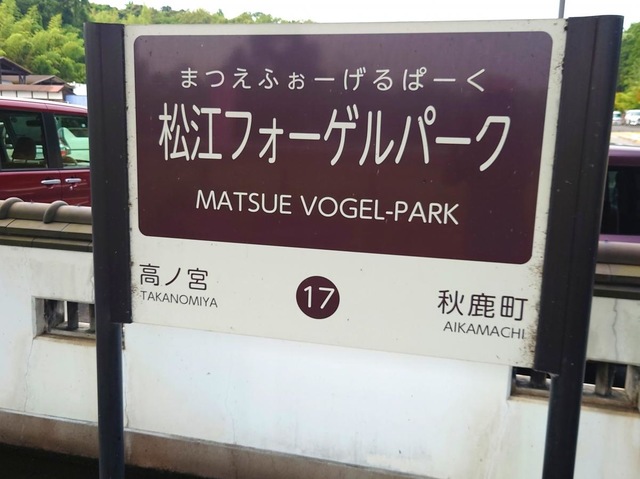 まつえふぉーげるぱーく
松江フォーゲルパーク
MATSUE VOGEL-PARK
高ノ宮
TAKANOMIYA
17
秋鹿町
AIKAMACHI